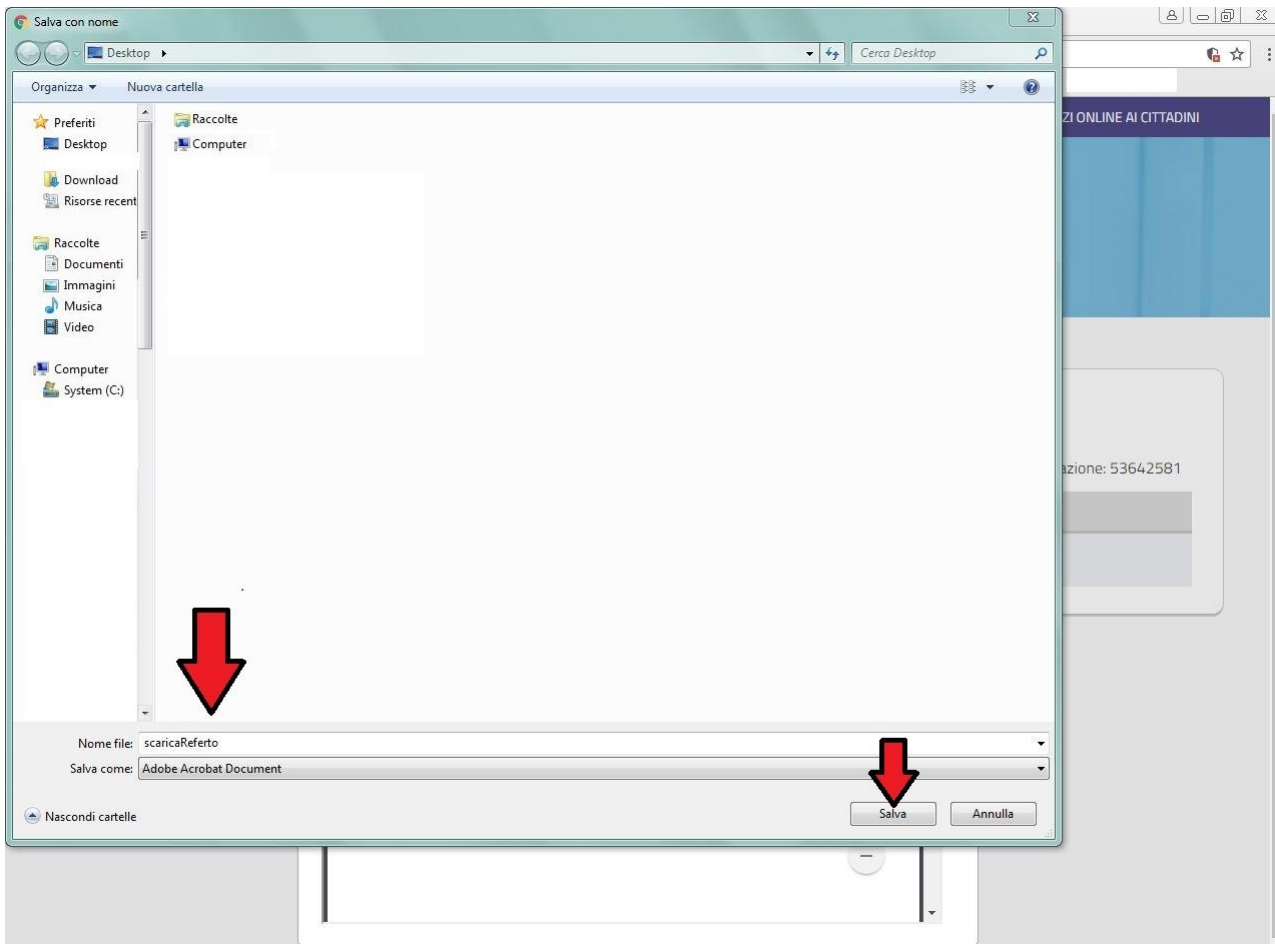 Salva con nome
Desktop
Cerca Desktop
Organizza
Nuova cartella
Preferiti
Desktop
Download
Risorse recent
Raccolte
Documenti
Immagini
Musica
Video
Computer
System (C:)
Raccolte
Computer
ZI ONLINE AI CITTADINI
azione: 53642581
Nome file: scaricaReferto
Salva come: Adobe Acrobat Document
Nascondi cartelle
Salva
Annulla